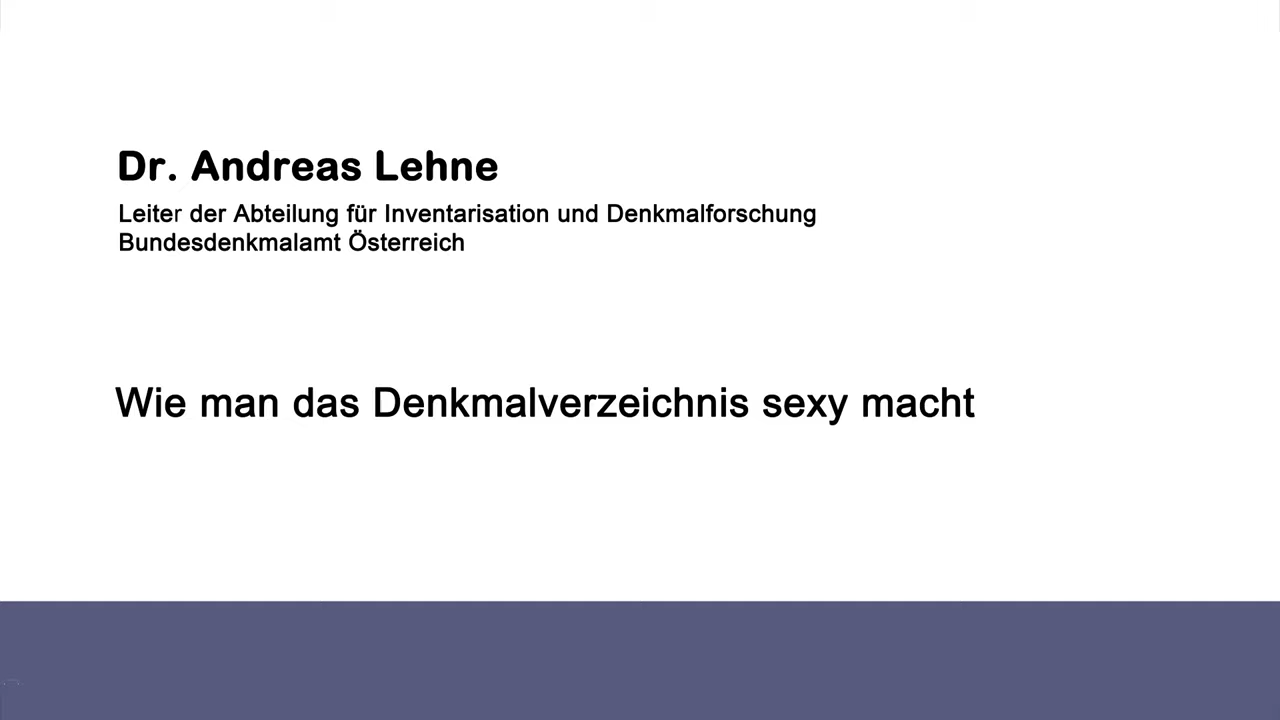 Dr. Andreas Lehne
Leiter der Abteilung für Inventarisation und Denkmalforschung
Bundesdenkmalamt Österreich
Wie man das Denkmalverzeichnis sexy macht